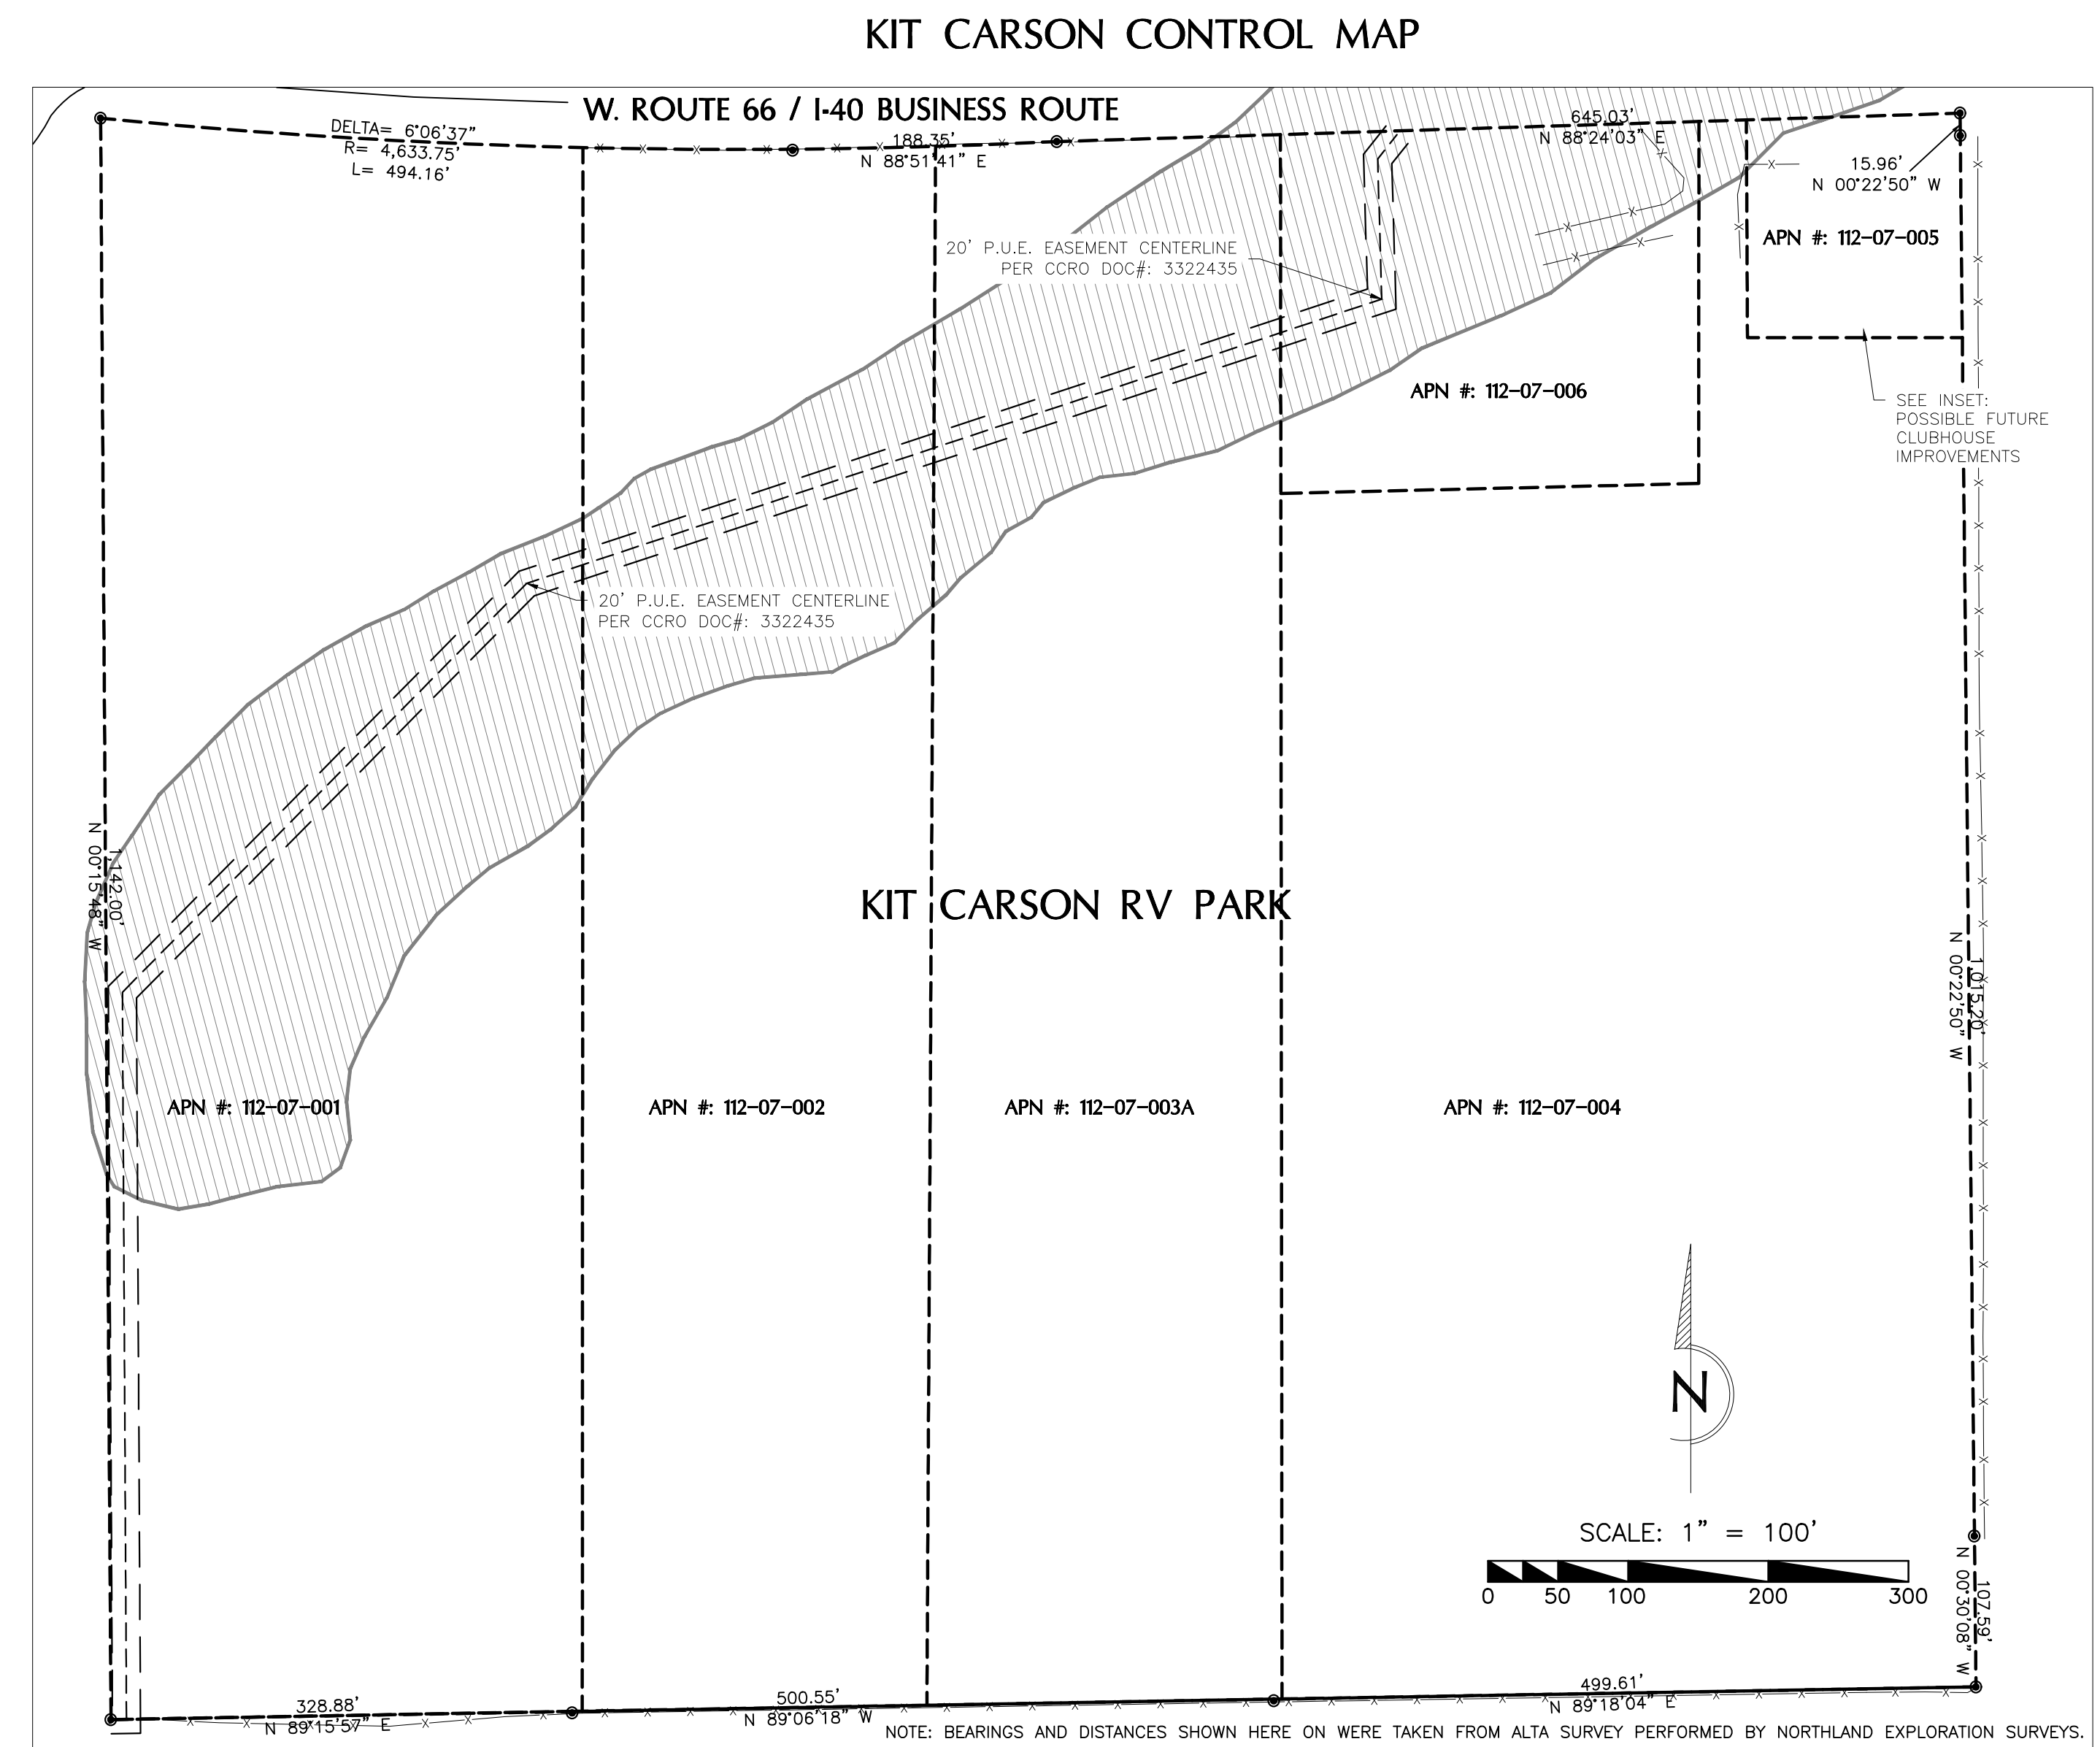 KIT CARSON CONTROL MAP
W. ROUTE 66 / I-40 BUSINESS ROUTE
DELTA= 6°06'37"
R= 4,633.75'
L= 494.16'
188.35'
N 88°51'41" E
645.03'
N 88°24'03" E
15.96'
N 00°22'50" W
APN #: 112-07-005
20' P.U.E. EASEMENT CENTERLINE
PER CCRO DOC#: 3322435
APN #: 112-07-006
SEE INSET:
POSSIBLE FUTURE
CLUBHOUSE
IMPROVEMENTS
20' P.U.E. EASEMENT CENTERLINE
PER CCRO DOC#: 3322435
1,142.00'
N 00°15'48" W
KIT CARSON RV PARK
1,015.20'
N 00°22'50" W
APN #: 112-07-001
APN #: 112-07-002
APN #: 112-07-003A
APN #: 112-07-004
N
SCALE: 1" = 100'
0 50 100 200 300
107.59'
N 00°30'08" W
328.88'
N 89°15'57" E
500.55'
N 89°06'18" W
499.61'
N 89°18'04" E
NOTE: BEARINGS AND DISTANCES SHOWN HERE ON WERE TAKEN FROM ALTA SURVEY PERFORMED BY NORTHLAND EXPLORATION SURVEYS.